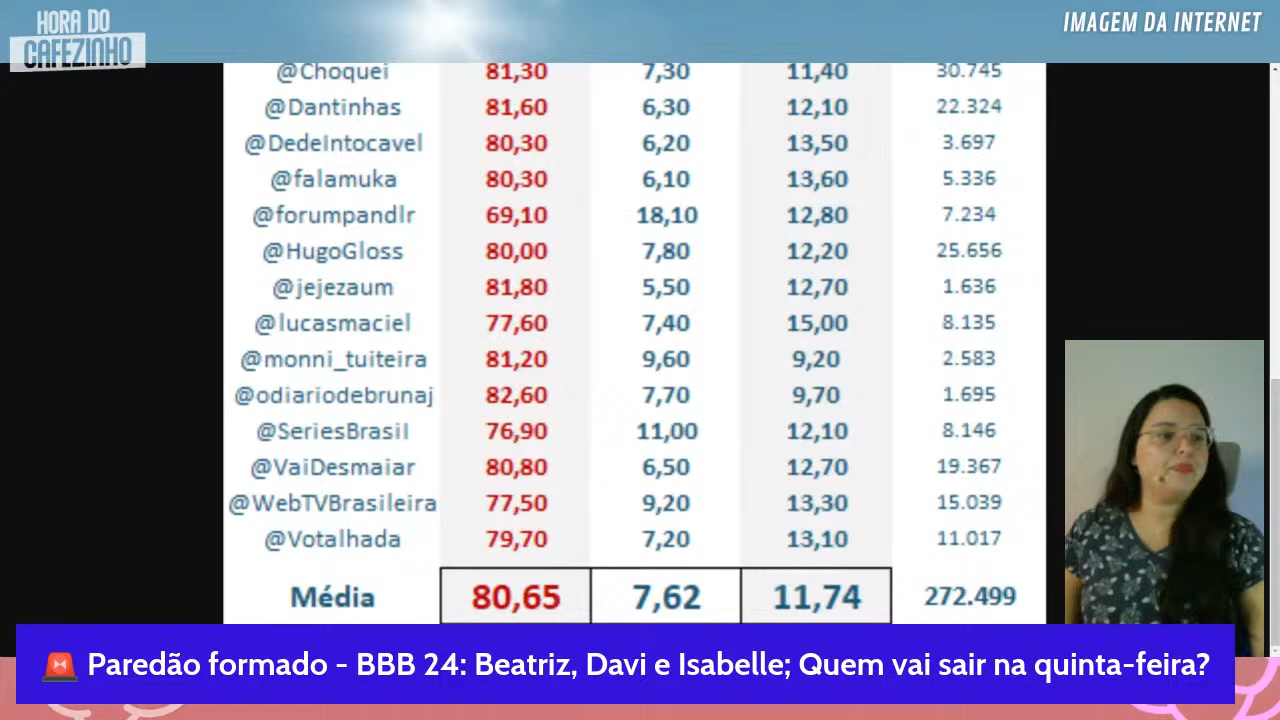 HORA DO
CAFEZINHO
IMAGEM DA INTERNET
@Choquei 81,30 7,30 11,40 30.745
@Dantinhas 81,60 6,30 12,10 22.324
@DedeIntocavel 80,30 6,20 13,50 3.697
@falamuka 80,30 6,10 13,60 5.336
@forumpandlr 69,10 18,10 12,80 7.234
@HugoGloss 80,00 7,80 12,20 25.656
@jejezaum 81,80 5,50 12,70 1.636
@lucasmaciel 77,60 7,40 15,00 8.135
@monni_tuiteira 81,20 9,60 9,20 2.583
@odiariodebrunaj 82,60 7,70 9,70 1.695
@SeriesBrasil 76,90 11,00 12,10 8.146
@VaiDesmaiar 80,80 6,50 12,70 19.367
@WebTVBrasileira 77,50 9,20 13,30 15.039
@Votalhada 79,70 7,20 13,10 11.017
Média 80,65 7,62 11,74 272.499
🚨 Paredão formado - BBB 24: Beatriz, Davi e Isabelle; Quem vai sair na quinta-feira?